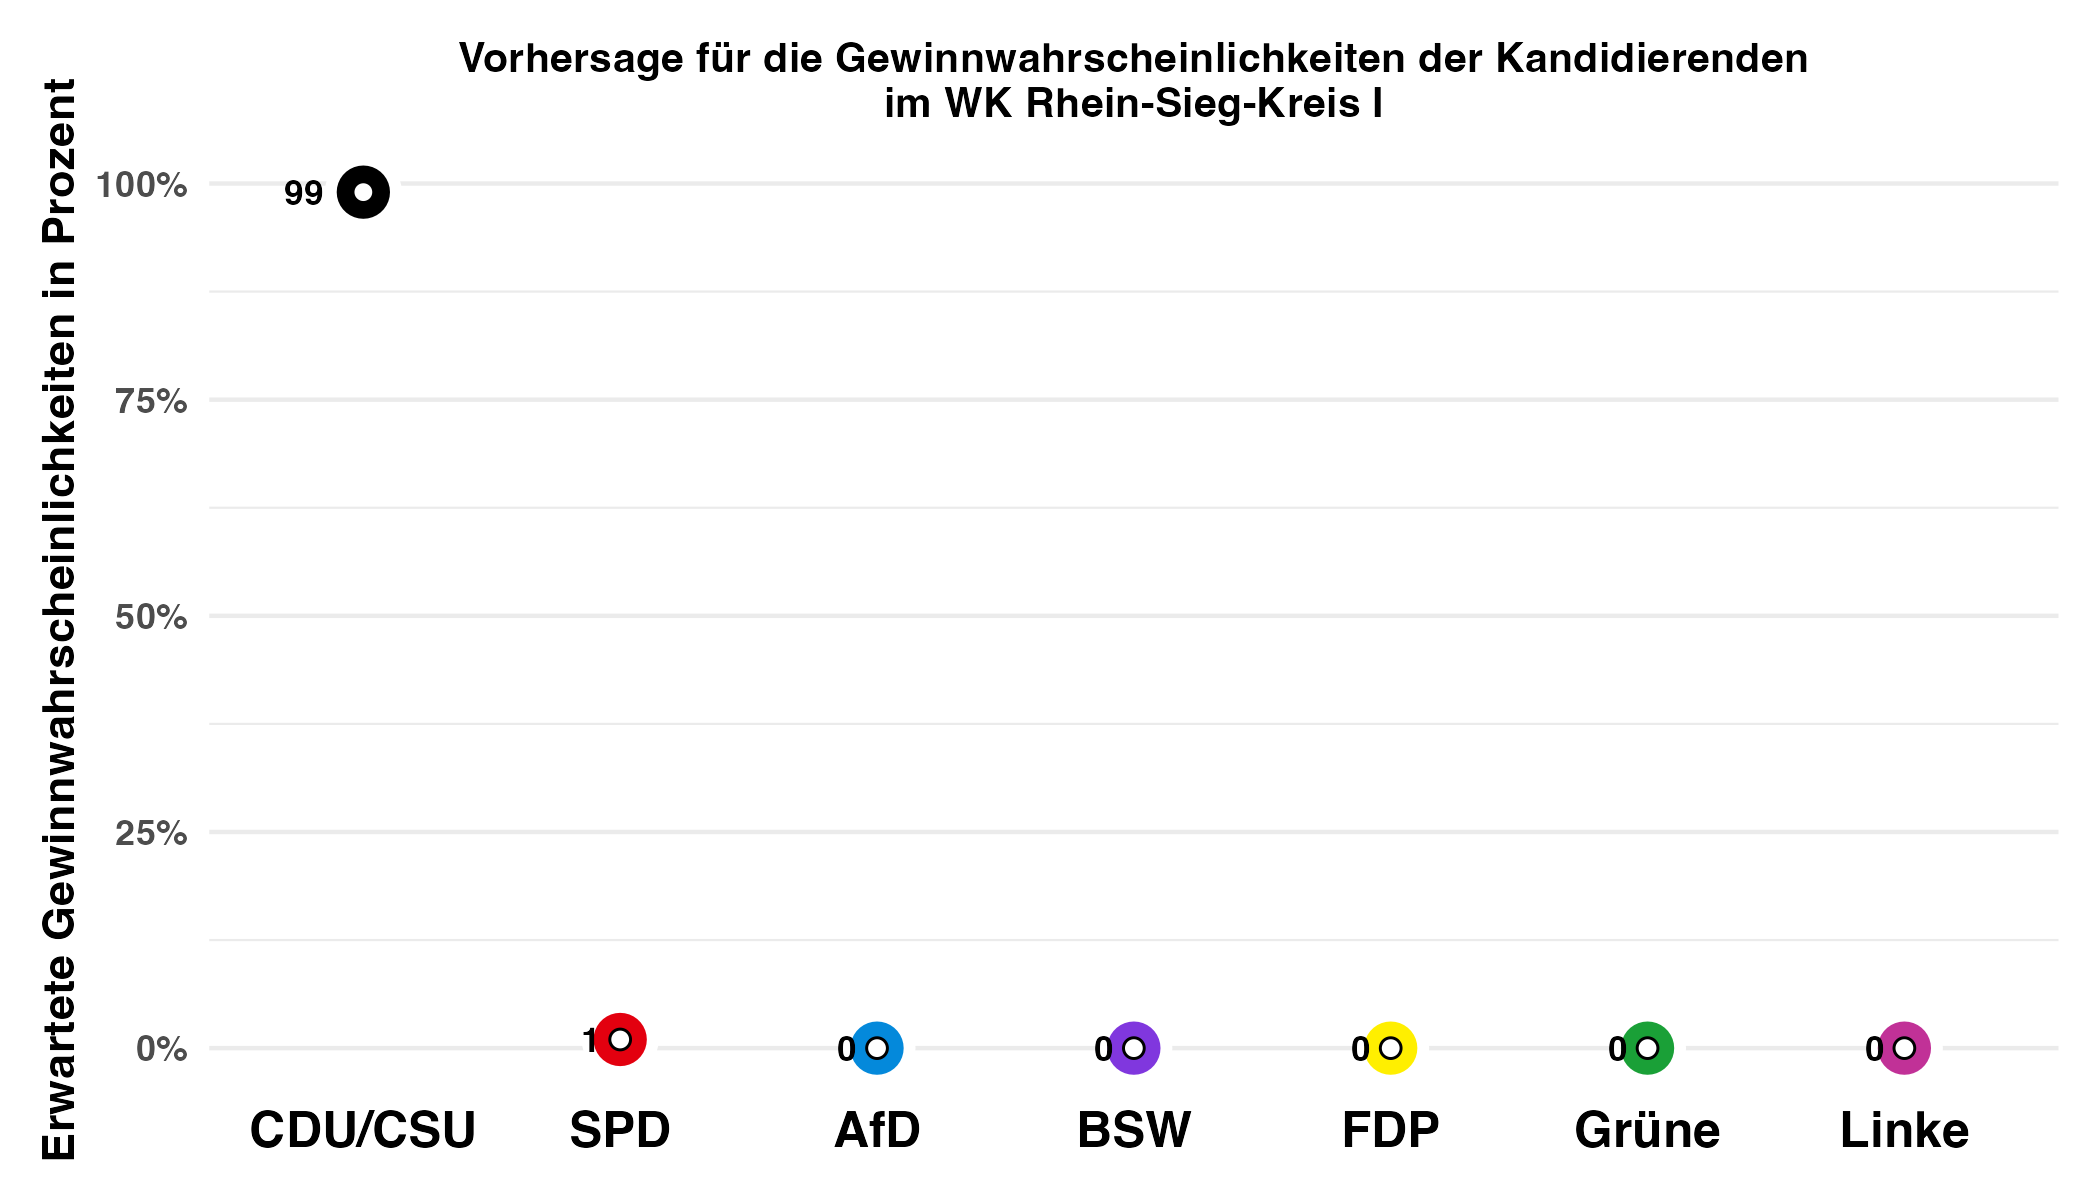 Vorhersage für die Gewinnwahrscheinlichkeiten der Kandidierenden
im WK Rhein-Sieg-Kreis I
Erwartete Gewinnwahrscheinlichkeiten in Prozent
100%
75%
50%
25%
0%
99
1
0
0
0
0
0
CDU/CSU
SPD
AfD
BSW
FDP
Grüne
Linke